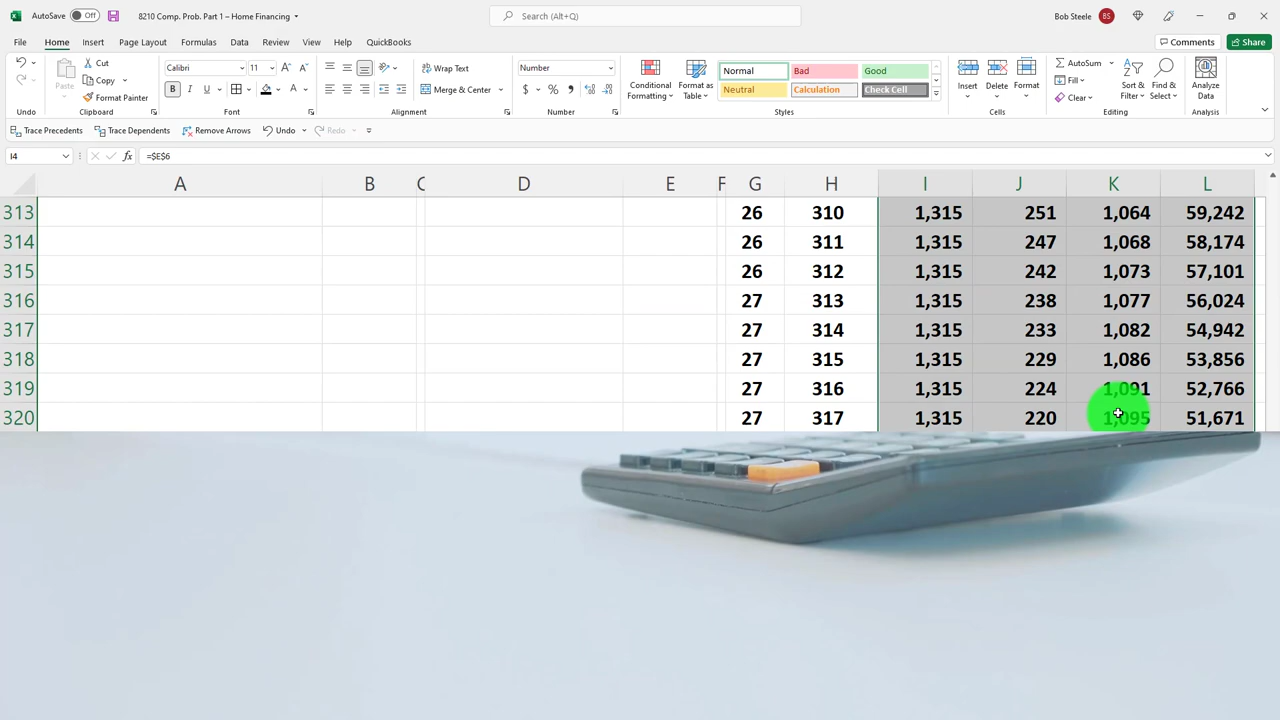 AutoSave Off 8210 Comp. Prob. Part 1 – Home Financing Search (Alt+Q) Bob Steele BS
File Home Insert Page Layout Formulas Data Review View Help QuickBooks Comments Share
Paste Cut Copy Format Painter
Calibri 11 B I U
Wrap Text Merge & Center
Number $ % ,
Conditional Formatting Format as Table
Normal Bad Good
Neutral Calculation Check Cell
Insert Delete Format
AutoSum Fill Clear Sort & Filter Find & Select Analyze Data
Undo Clipboard Font Alignment Number Styles Cells Editing Analysis
Trace Precedents Trace Dependents Remove Arrows Undo Redo
I4 fx =$E$6
A B C D E F G H I J K L
313 26 310 1,315 251 1,064 59,242
314 26 311 1,315 247 1,068 58,174
315 26 312 1,315 242 1,073 57,101
316 27 313 1,315 238 1,077 56,024
317 27 314 1,315 233 1,082 54,942
318 27 315 1,315 229 1,086 53,856
319 27 316 1,315 224 1,091 52,766
320 27 317 1,315 220 1,095 51,671